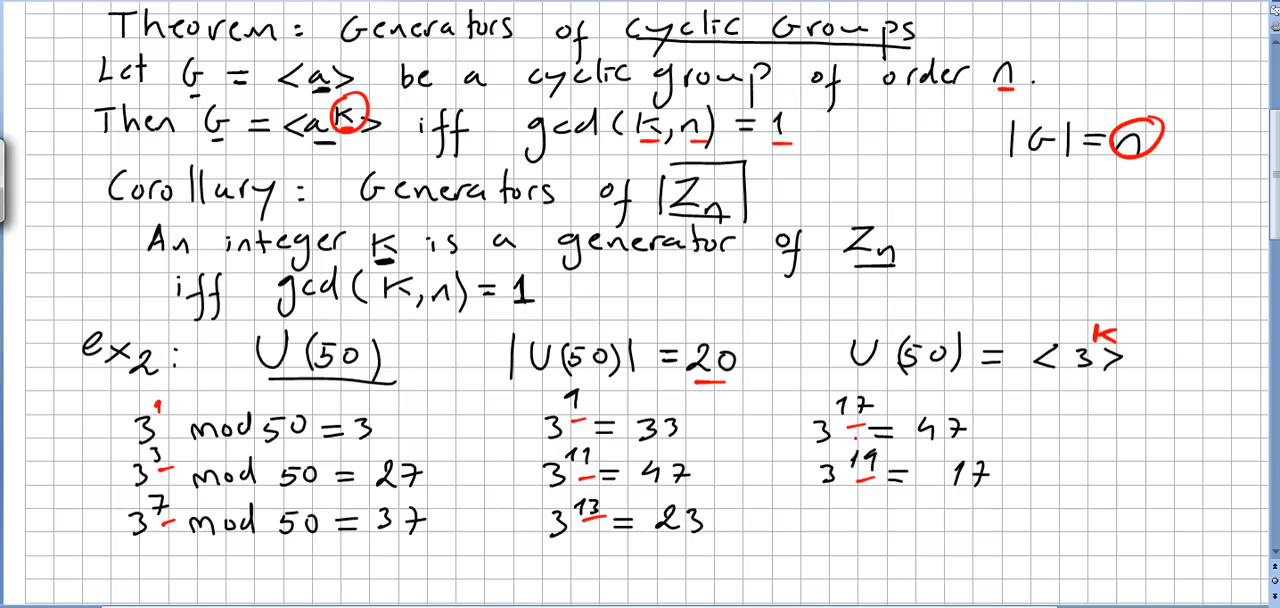 Theorem: Generators of Cyclic Groups
Let G = <a> be a cyclic group of order n.
Then G = <a^k> iff gcd(k,n) = 1
|G| = n
Corollary: Generators of |Zn|
An integer k is a generator of Zn
iff gcd(k,n) = 1
ex2: U(50) |U(50)| = 20 U(50) = <3^k>
3^1 mod 50 = 3
3^3 mod 50 = 27
3^7 mod 50 = 37
3^9 = 33
3^11 = 47
3^13 = 23
3^17 = 47
3^19 = 17